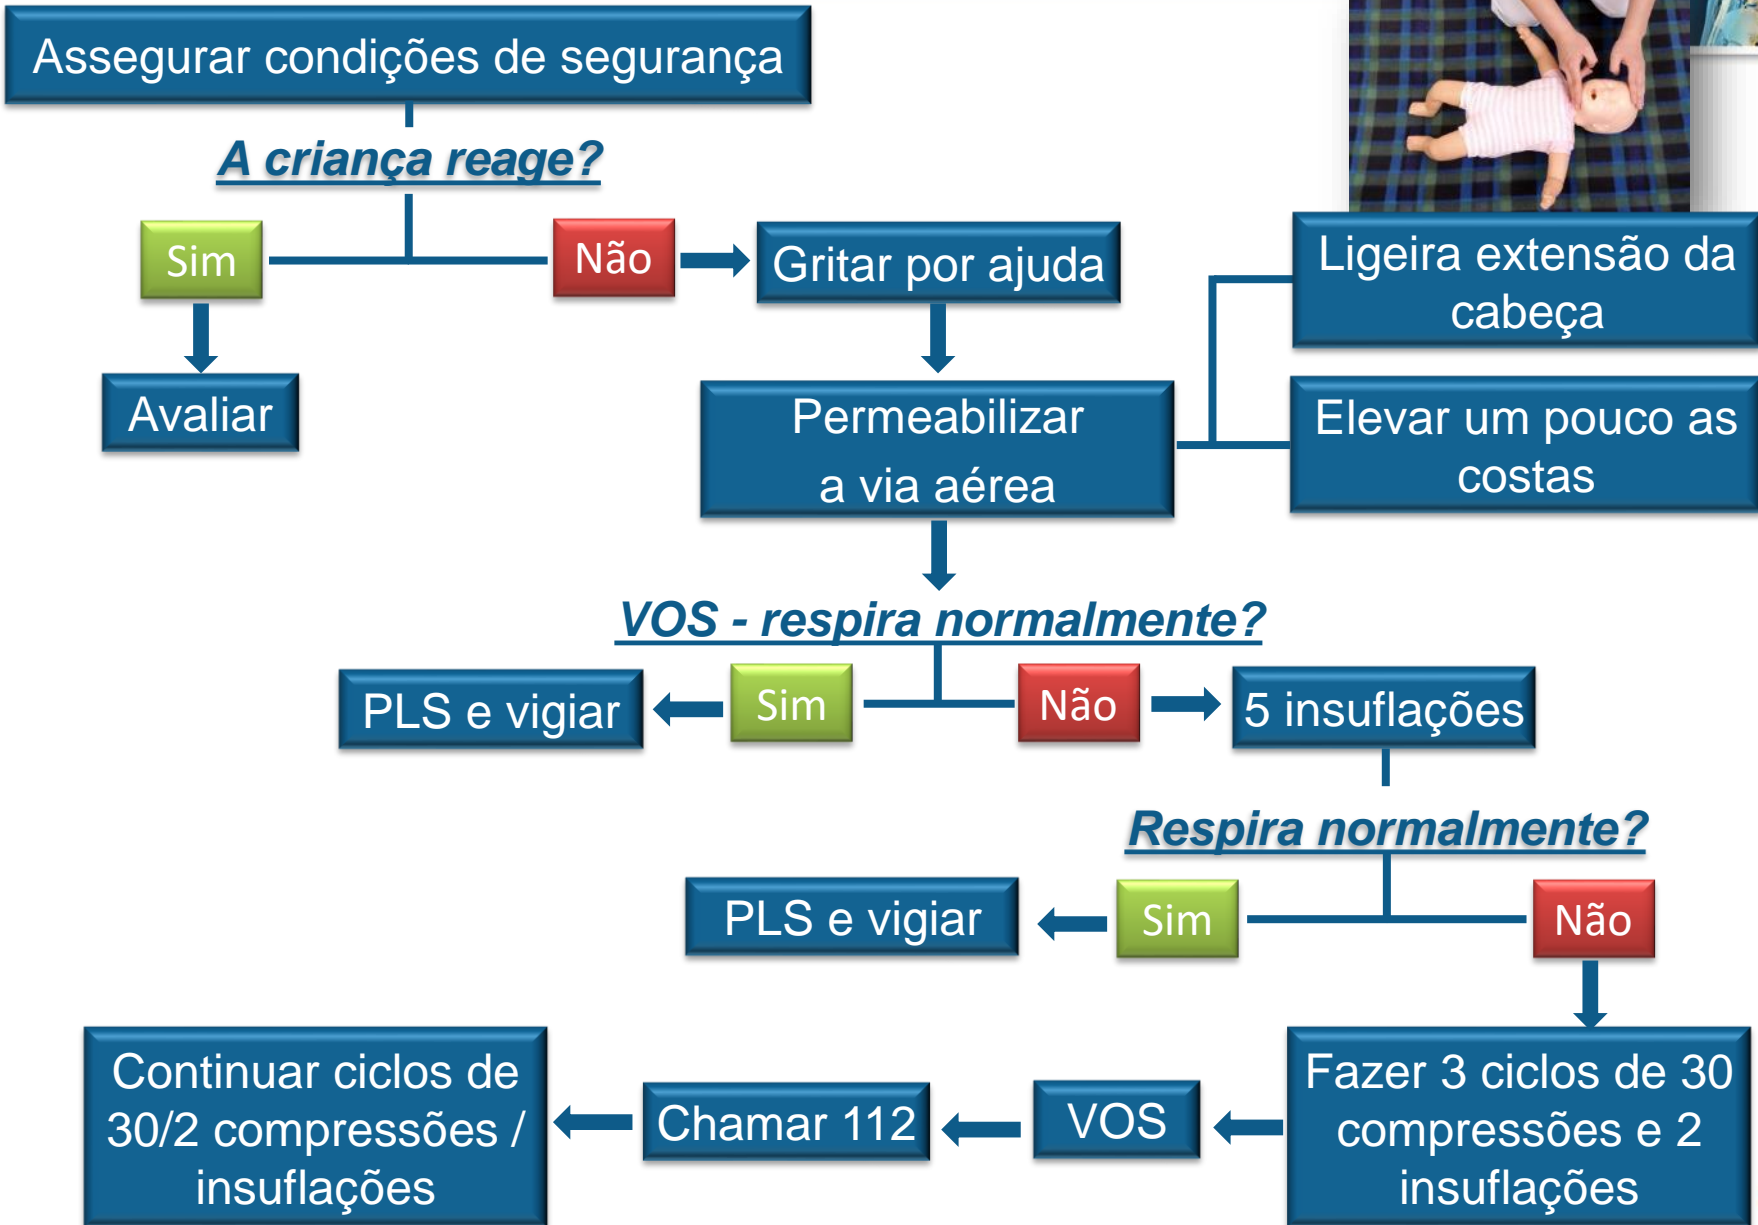 Assegurar condições de segurança
A criança reage?
Sim
Não
Gritar por ajuda
Ligeira extensão da
cabeça
Avaliar
Permeabilizar
a via aérea
Elevar um pouco as
costas
VOS - respira normalmente?
PLS e vigiar
Sim
Não
5 insuflações
Respira normalmente?
PLS e vigiar
Sim
Não
Continuar ciclos de
30/2 compressões /
insuflações
Chamar 112
VOS
Fazer 3 ciclos de 30
compressões e 2
insuflações